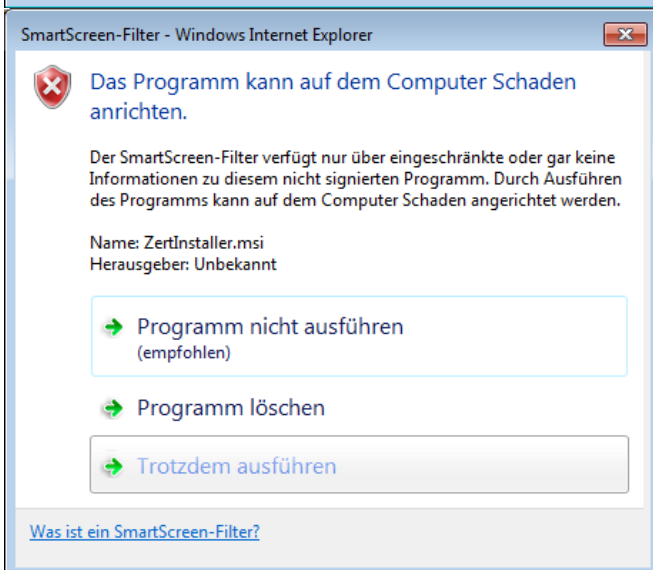 SmartScreen-Filter - Windows Internet Explorer
Das Programm kann auf dem Computer Schaden
anrichten.
Der SmartScreen-Filter verfügt nur über eingeschränkte oder gar keine
Informationen zu diesem nicht signierten Programm. Durch Ausführen
des Programms kann auf dem Computer Schaden angerichtet werden.
Name: ZertInstaller.msi
Herausgeber: Unbekannt
Programm nicht ausführen
(empfohlen)
Programm löschen
Trotzdem ausführen
Was ist ein SmartScreen-Filter?